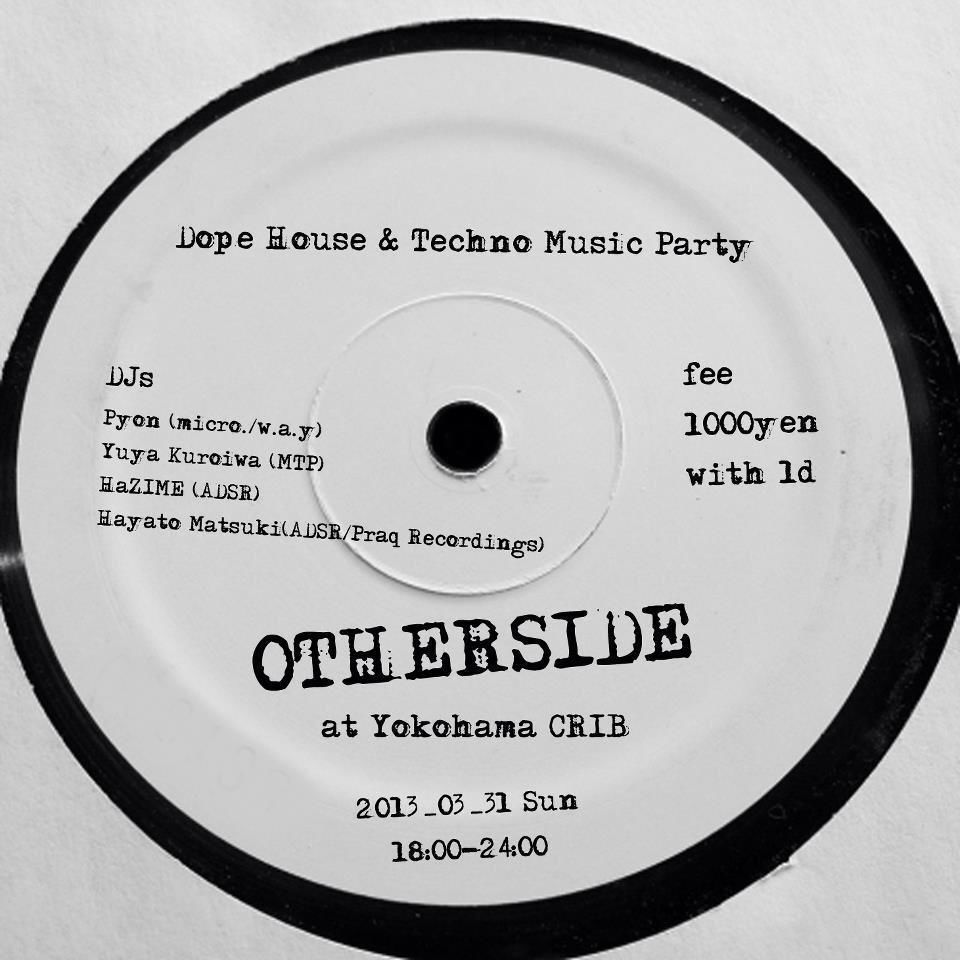 Dope House & Techno Music Party
DJs
Pyon (micro./w.a.y)
Yuya Kuroiwa (MTP)
HaZIME (ADSR)
Hayato Matsuki(ADSR/Praq Recordings)
fee
1000yen
with 1d
OTHERSIDE
at Yokohama CRIB
2013_03_31 Sun
18:00-24:00